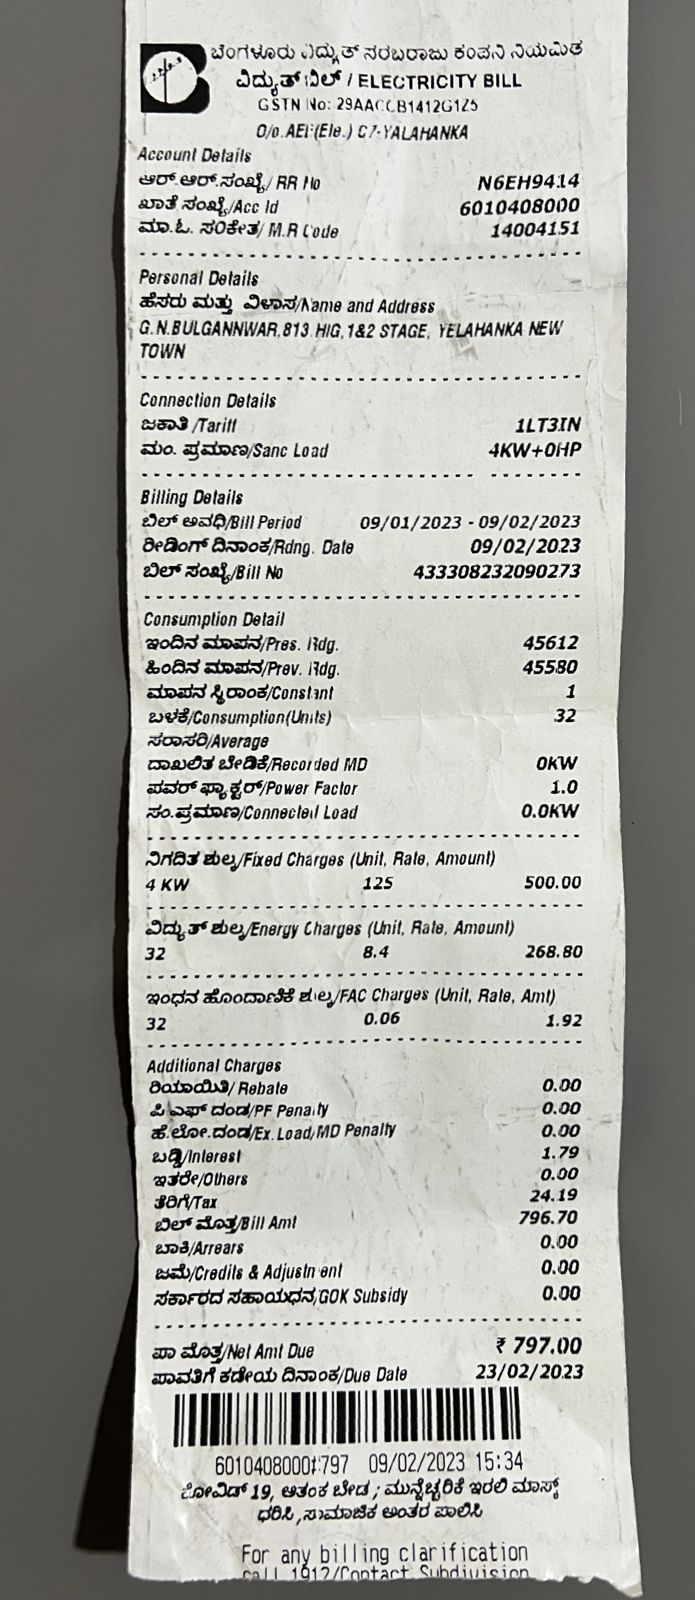 ಬೆಂಗಳೂರು ವಿದ್ಯುತ್ ಸರಬರಾಜು ಕಂಪನಿ ನಿಯಮಿತ
ವಿದ್ಯುತ್ ಬಿಲ್ / ELECTRICITY BILL
GSTN No: 29AACCB1412G1Z5
O/o.AEE(Ele.) C7-YALAHANKA
Account Details
ಆರ್.ಆರ್.ಸಂಖ್ಯೆ/ RR No N6EH9414
ಖಾತೆ ಸಂಖ್ಯೆ/Acc Id 6010408000
ಮಾ.ಓ. ಸಂಕೇತ/ M.R Code 14004151
Personal Details
ಹೆಸರು ಮತ್ತು ವಿಳಾಸ/Name and Address
G.N.BULGANNWAR,813 HIG,1&2 STAGE, YELAHANKA NEW
TOWN
Connection Details
ಜಕಾತಿ /Tariff 1LT3IN
ಮಂ. ಪ್ರಮಾಣ/Sanc Load 4KW+0HP
Billing Details
ಬಿಲ್ ಅವಧಿ/Bill Period 09/01/2023 - 09/02/2023
ರೀಡಿಂಗ್ ದಿನಾಂಕ/Rdng. Date 09/02/2023
ಬಿಲ್ ಸಂಖ್ಯೆ/Bill No 433308232090273
Consumption Detail
ಇಂದಿನ ಮಾಪನ/Pres. Rdg. 45612
ಹಿಂದಿನ ಮಾಪನ/Prev. Rdg. 45580
ಮಾಪನ ಸ್ಥಿರಾಂಕ/Constant 1
ಬಳಕೆ/Consumption(Units) 32
ಸರಾಸರಿ/Average
ದಾಖಲಿತ ಬೇಡಿಕೆ/Recorded MD 0KW
ಪವರ್ ಫ್ಯಾಕ್ಟರ್/Power Factor 1.0
ಸಂ.ಪ್ರಮಾಣ/Connected Load 0.0KW
ನಿಗದಿತ ಶುಲ್ಕ/Fixed Charges (Unit, Rate, Amount)
4 KW 125 500.00
ವಿದ್ಯುತ್ ಶುಲ್ಕ/Energy Charges (Unit, Rate, Amount)
32 8.4 268.80
ಇಂಧನ ಹೊಂದಾಣಿಕೆ ಶುಲ್ಕ/FAC Charges (Unit, Rate, Amt)
32 0.06 1.92
Additional Charges
ರಿಯಾಯಿತಿ/ Rebate 0.00
ಪಿ ಎಫ್ ದಂಡ/PF Penalty 0.00
ಹೆ.ಲೋ.ದಂಡ/Ex.Load/MD Penalty 0.00
ಬಡ್ಡಿ/Interest 1.79
ಇತರೇ/Others 0.00
ತೆರಿಗೆ/Tax 24.19
ಬಿಲ್ ಮೊತ್ತ/Bill Amt 796.70
ಬಾಕಿ/Arrears 0.00
ಜಮೆ/Credits & Adjustment 0.00
ಸರ್ಕಾರದ ಸಹಾಯಧನ/GOK Subsidy 0.00
ಪಾ ಮೊತ್ತ/Net Amt Due ₹ 797.00
ಪಾವತಿಗೆ ಕಡೇಯ ದಿನಾಂಕ/Due Date 23/02/2023
6010408000#797 09/02/2023 15:34
ಕೋವಿಡ್ 19, ಆತಂಕ ಬೇಡ ; ಮುನ್ನೆಚ್ಚರಿಕೆ ಇರಲಿ ಮಾಸ್ಕ್
ಧರಿಸಿ ,ಸಾಮಾಜಿಕ ಅಂತರ ಪಾಲಿಸಿ
For any billing clarification
call 1912/Contact Subdivision